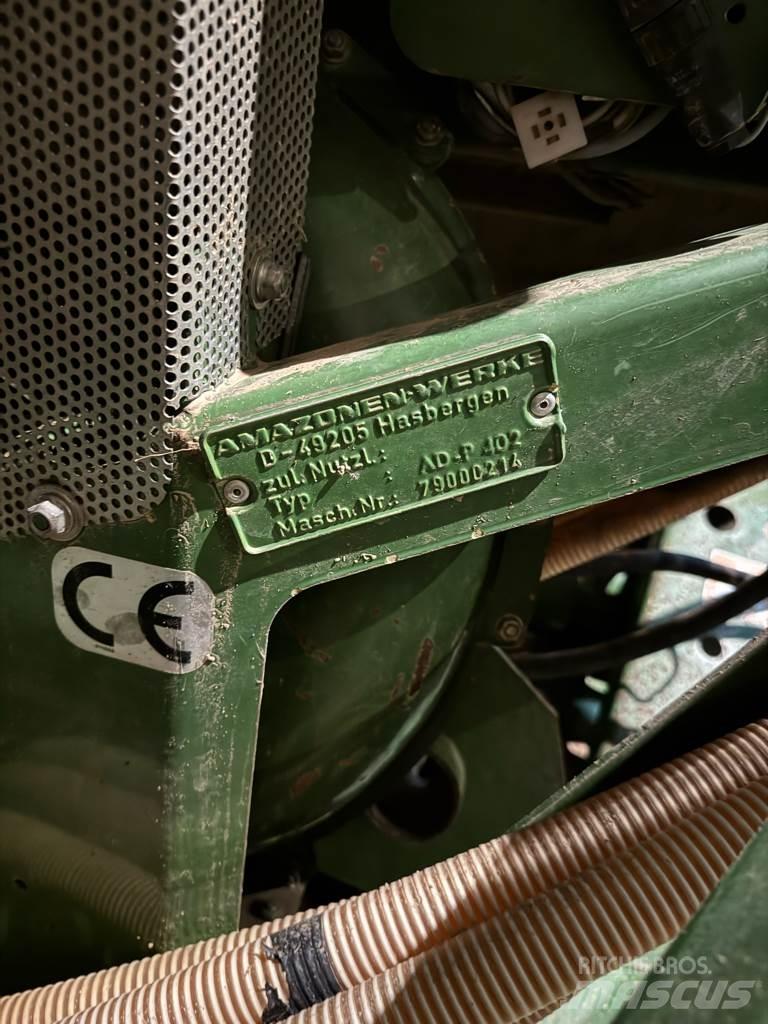 AMAZONEN-WERKE
D-49205 Hasbergen
zul. Nutzl.:
Typ : AD-P 402
Masch.Nr.: 79000214
CE
RITCHIE BROS.
MASCUS